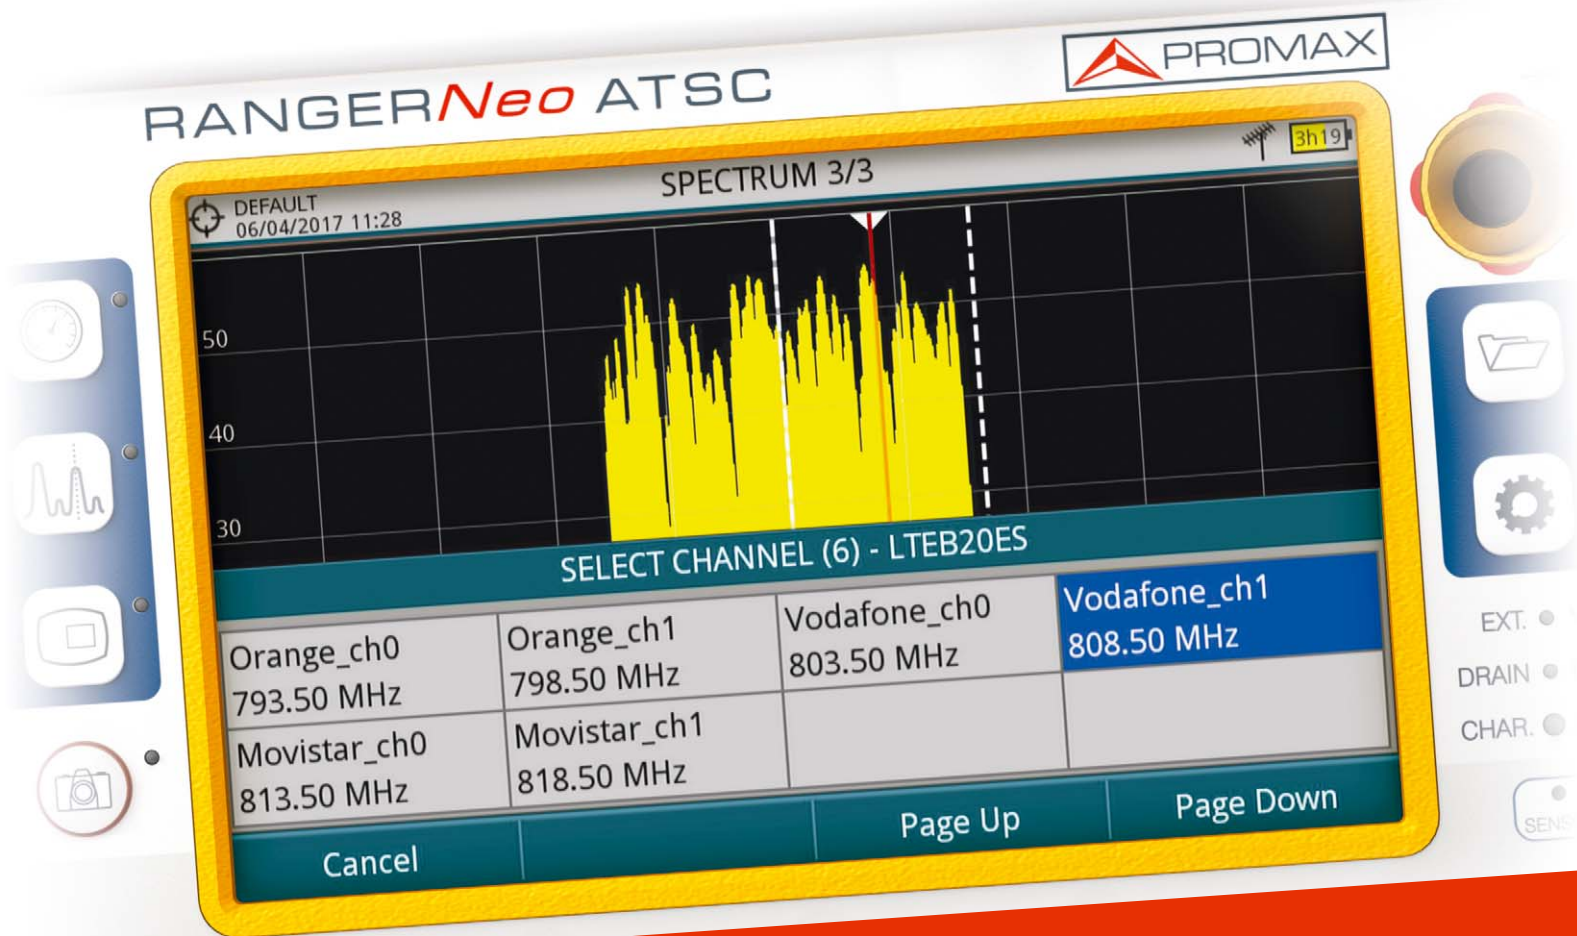 RANGERNeo ATSC
PROMAX
DEFAULT
06/04/2017 11:28
SPECTRUM 3/3
3h19
50
40
30
SELECT CHANNEL (6) - LTEB20ES
Orange_ch0
793.50 MHz
Orange_ch1
798.50 MHz
Vodafone_ch0
803.50 MHz
Vodafone_ch1
808.50 MHz
Movistar_ch0
813.50 MHz
Movistar_ch1
818.50 MHz
Cancel
Page Up
Page Down
EXT.
DRAIN
CHAR.